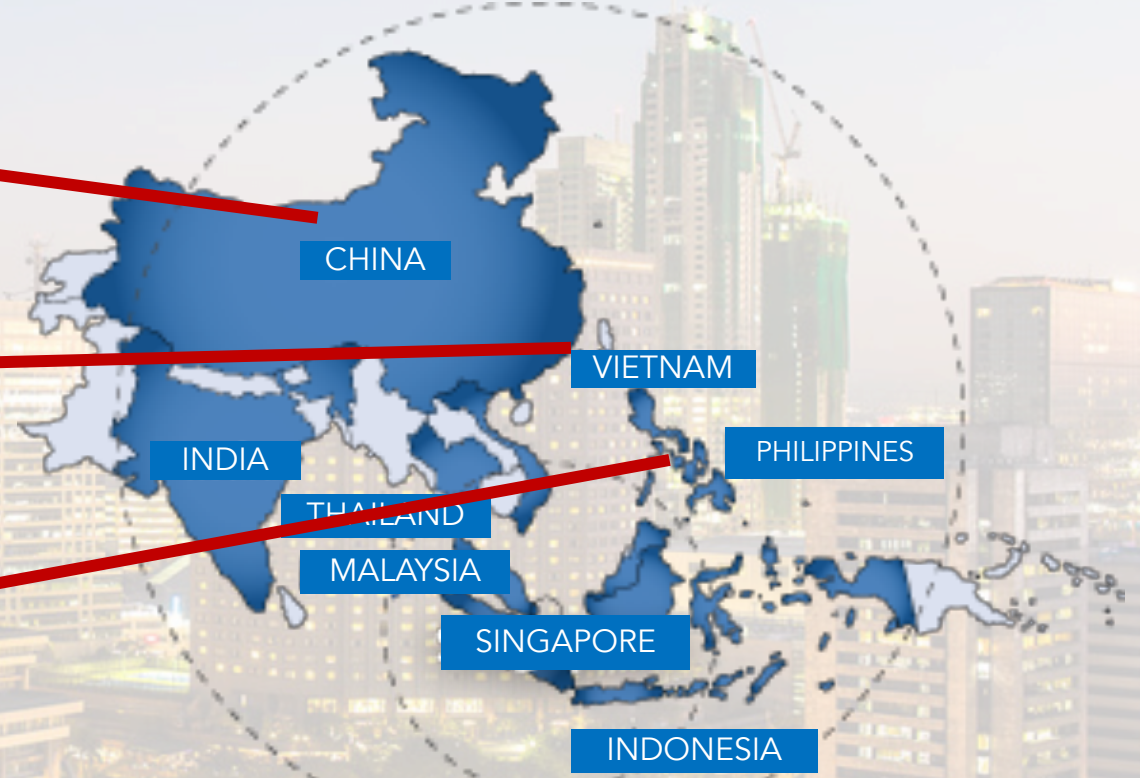 CHINA
VIETNAM
PHILIPPINES
INDIA
THAILAND
MALAYSIA
SINGAPORE
INDONESIA